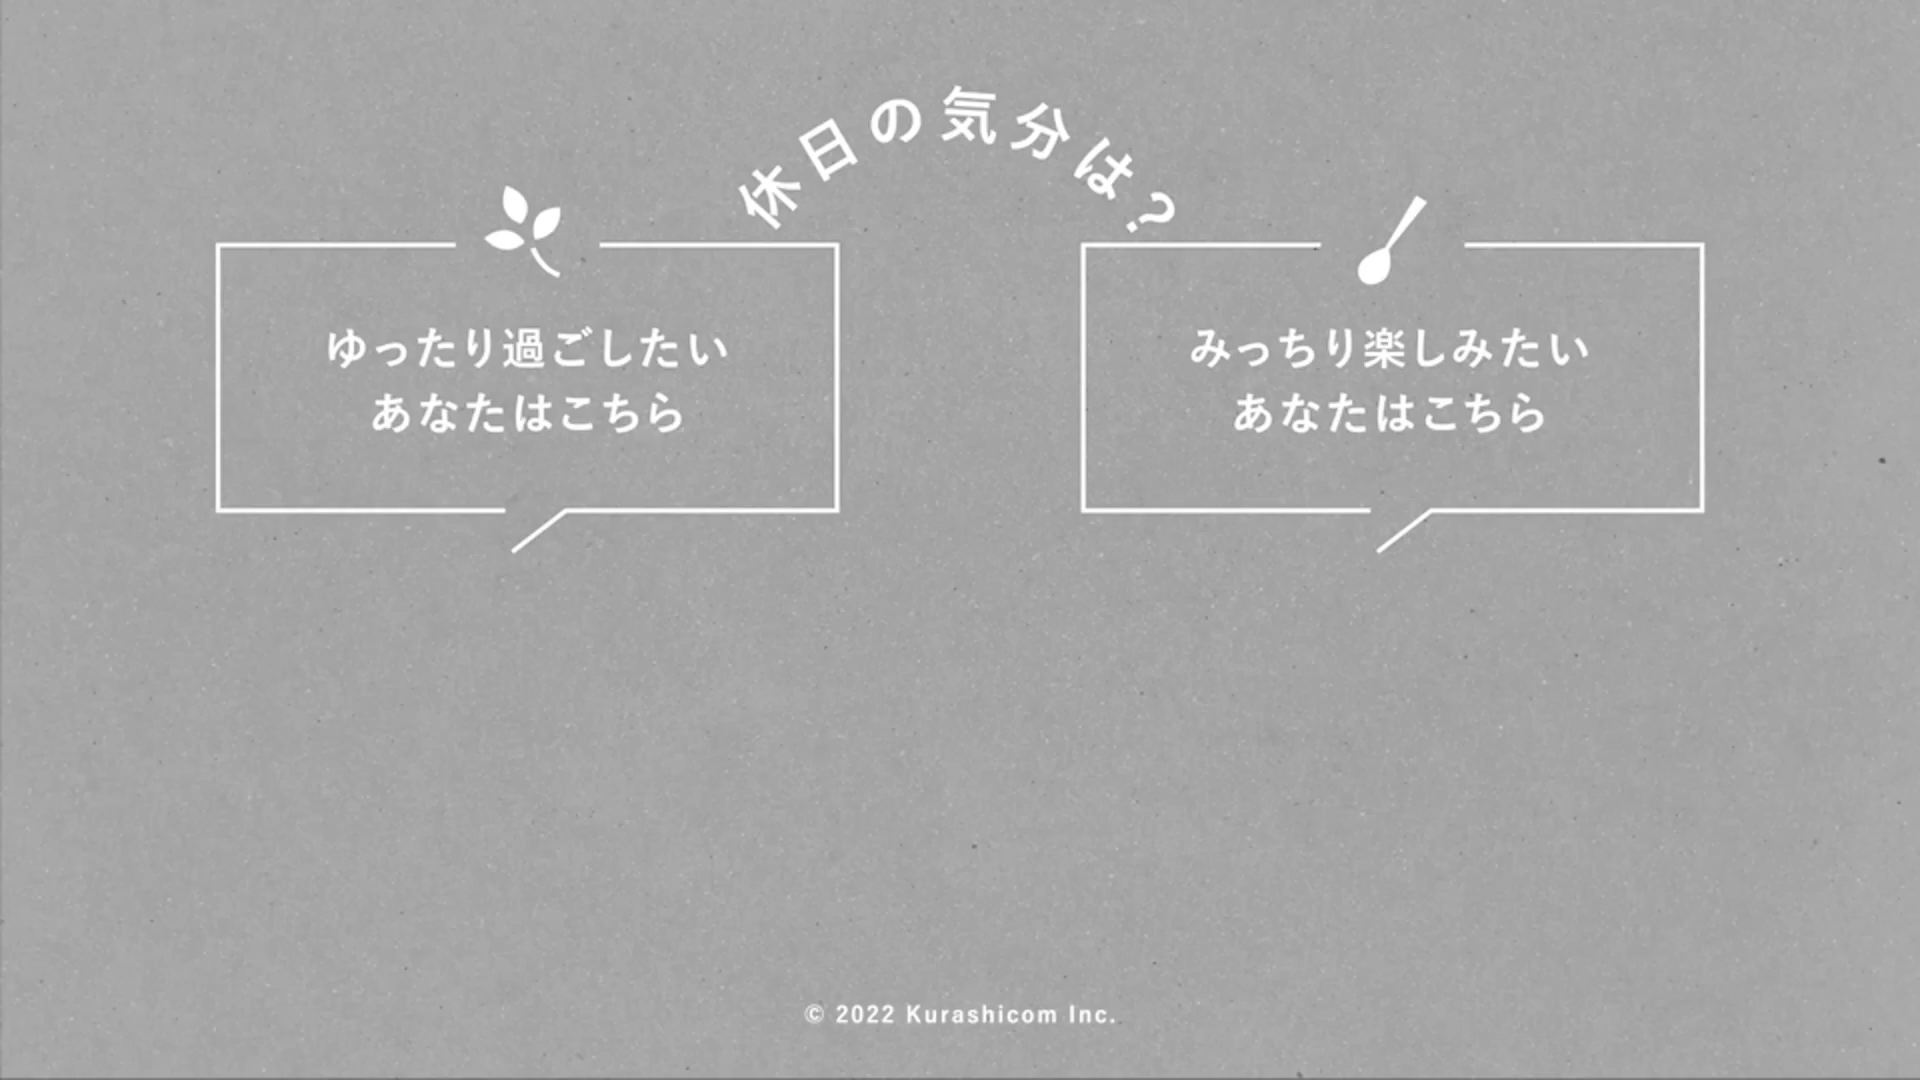 休日の気分は?
ゆったり過ごしたい
あなたはこちら
みっちり楽しみたい
あなたはこちら
© 2022 Kurashicom Inc.